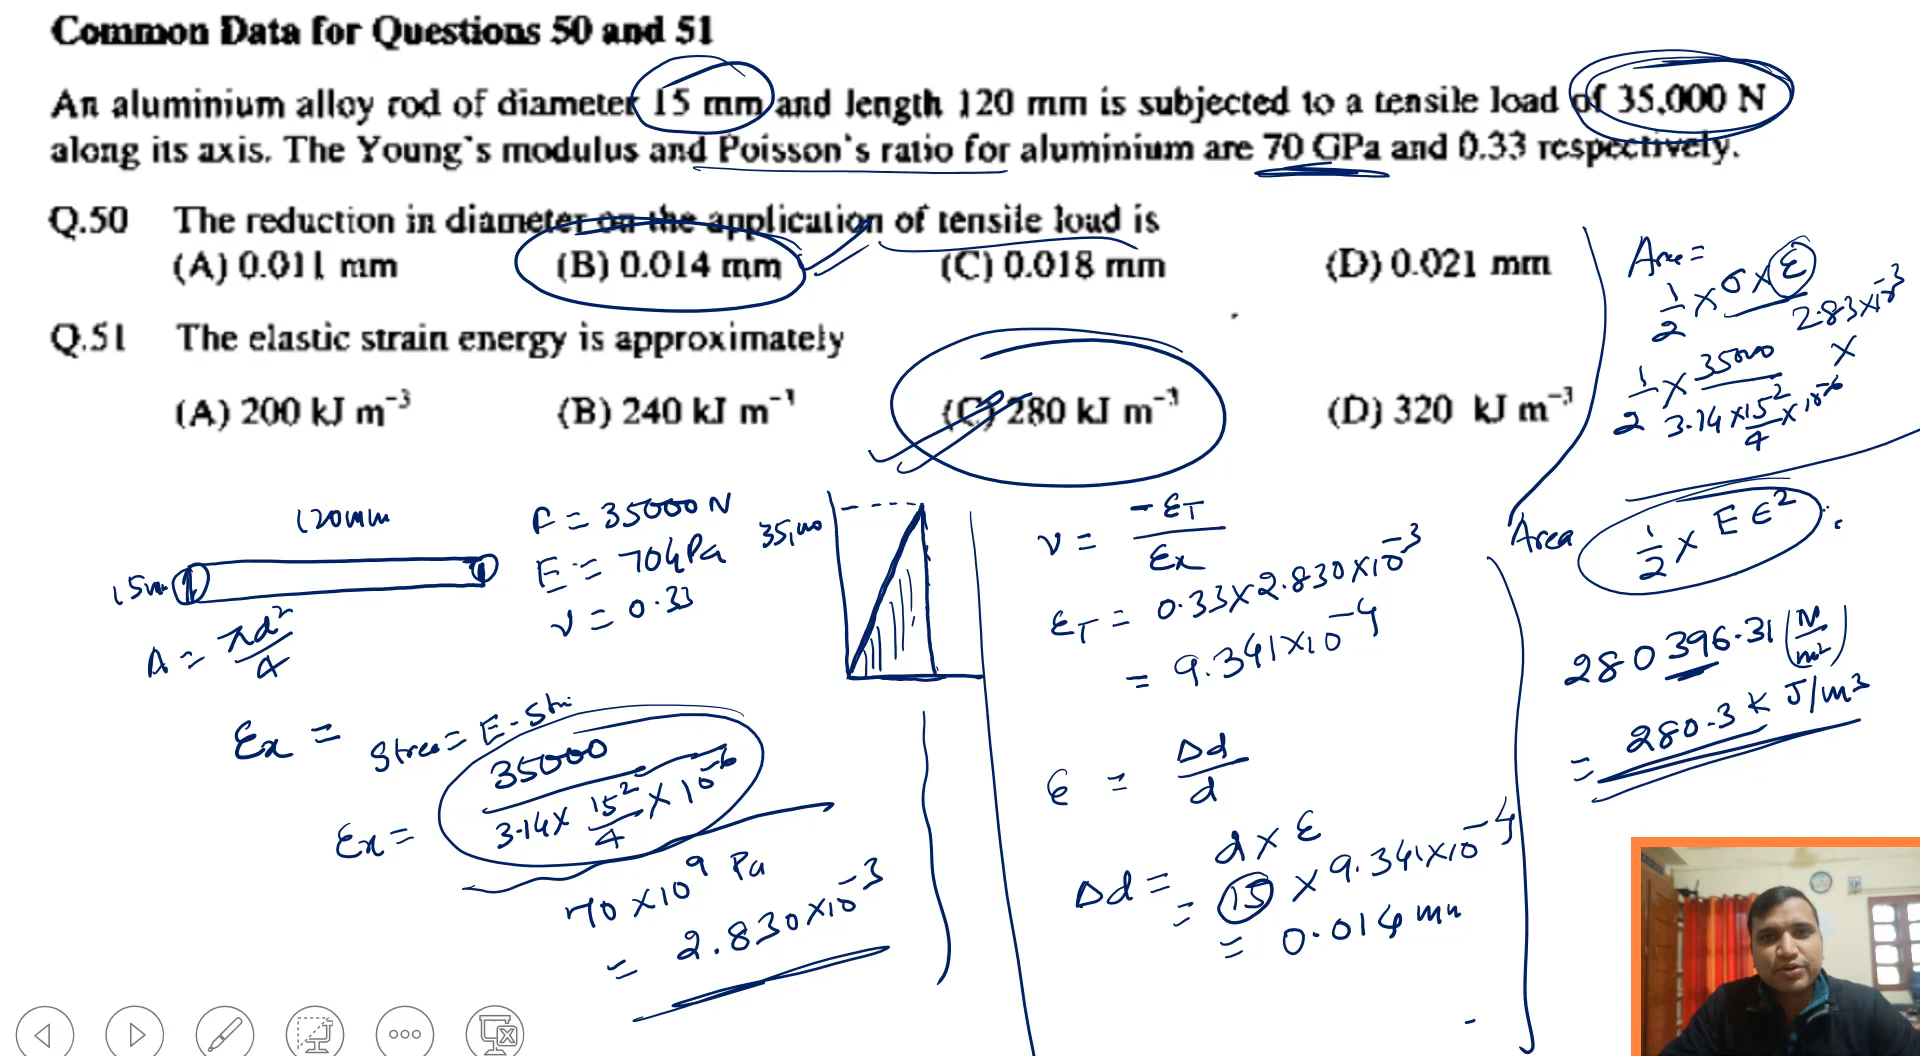 Common Data for Questions 50 and 51
An aluminium alloy rod of diameter 15 mm and length 120 mm is subjected to a tensile load of 35,000 N
along its axis. The Young's modulus and Poisson's ratio for aluminium are 70 GPa and 0.33 respectively.
Q.50 The reduction in diameter on the application of tensile load is
(A) 0.011 mm (B) 0.014 mm (C) 0.018 mm (D) 0.021 mm
Q.51 The elastic strain energy is approximately
(A) 200 kJ m⁻³ (B) 240 kJ m⁻³ (C) 280 kJ m⁻³ (D) 320 kJ m⁻³
120mm
15mm
A = πd²/4
F = 35000 N
E = 70GPa
ν = 0.33
εx =
Stress = E - Stri
εx = 35000 / 3.14 × 15²/4 × 10⁻⁶
70 × 10⁹ Pa
= 2.830 × 10⁻³
35,000
ν = -εT / εx
εT = 0.33 × 2.830 × 10⁻³
= 9.341 × 10⁻⁴
ε = Δd / d
Δd = d × ε
= 15 × 9.341 × 10⁻⁴
= 0.014 mm
Area =
1/2 × σ × ε
2.83 × 10⁻³
1/2 × 35000 / 3.14 × 15²/4 × 10⁻⁶ ×
Area 1/2 × E ε²
280396.31 (N/m²)
= 280.3 K J/m³